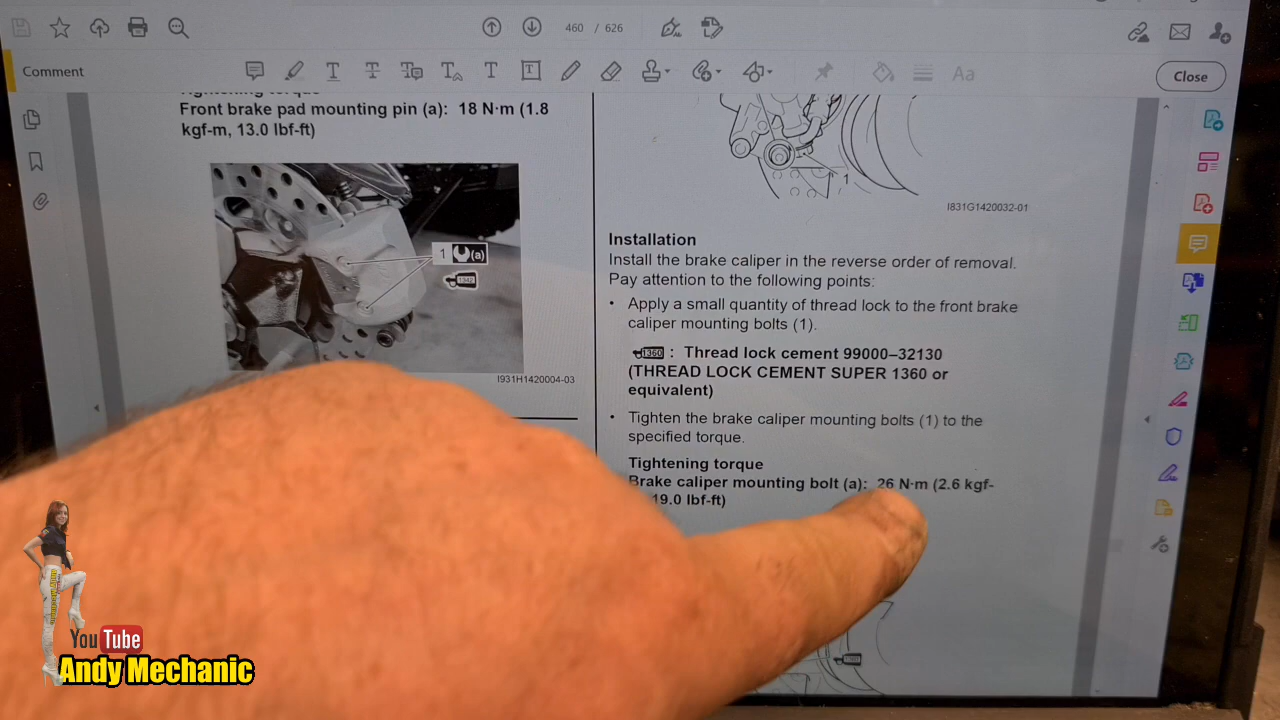 460 / 626
Comment
Close
Aa
Tightening torque
Front brake pad mounting pin (a): 18 N·m (1.8
kgf-m, 13.0 lbf-ft)
1
(a)
1342
I931H1420004-03
1
I831G1420032-01
Installation
Install the brake caliper in the reverse order of removal.
Pay attention to the following points:
• Apply a small quantity of thread lock to the front brake
caliper mounting bolts (1).
1360 : Thread lock cement 99000–32130
(THREAD LOCK CEMENT SUPER 1360 or
equivalent)
• Tighten the brake caliper mounting bolts (1) to the
specified torque.
Tightening torque
Brake caliper mounting bolt (a): 26 N·m (2.6 kgf-
19.0 lbf-ft)
YouTube
Andy Mechanic